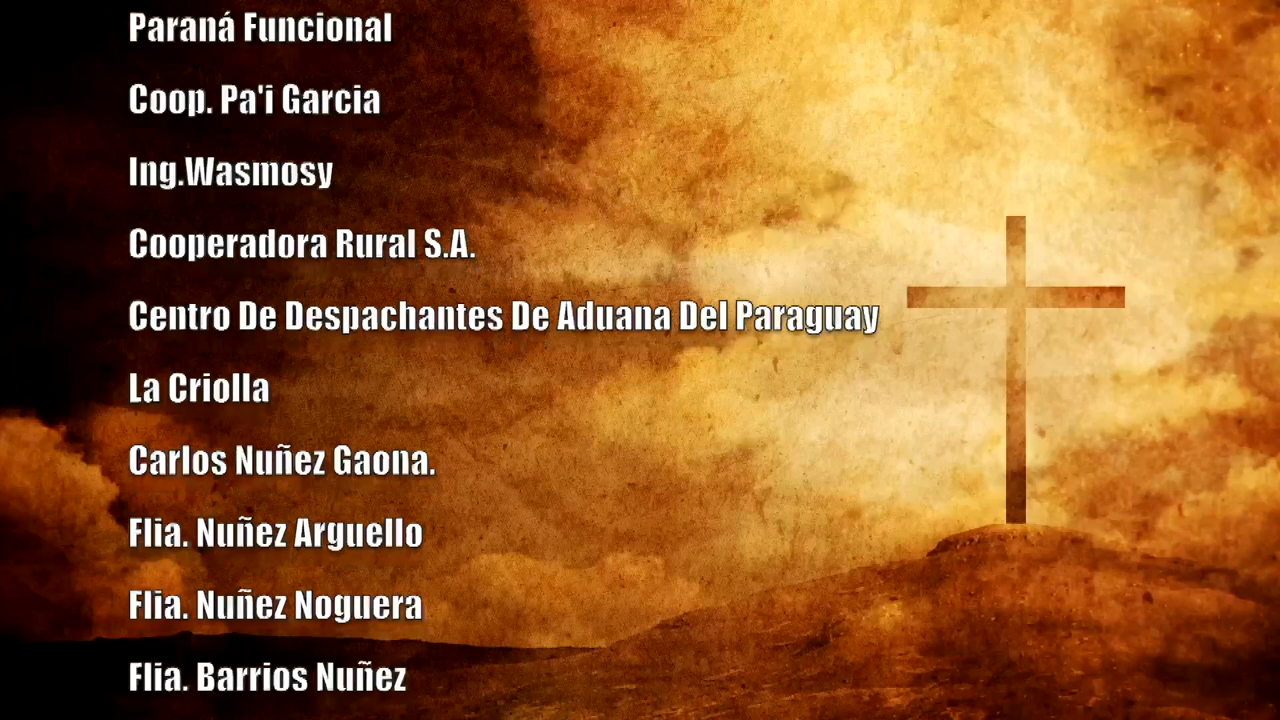 Paraná Funcional
Coop. Pa'i Garcia
Ing.Wasmosy
Cooperadora Rural S.A.
Centro De Despachantes De Aduana Del Paraguay
La Criolla
Carlos Nuñez Gaona.
Flia. Nuñez Arguello
Flia. Nuñez Noguera
Flia. Barrios Nuñez